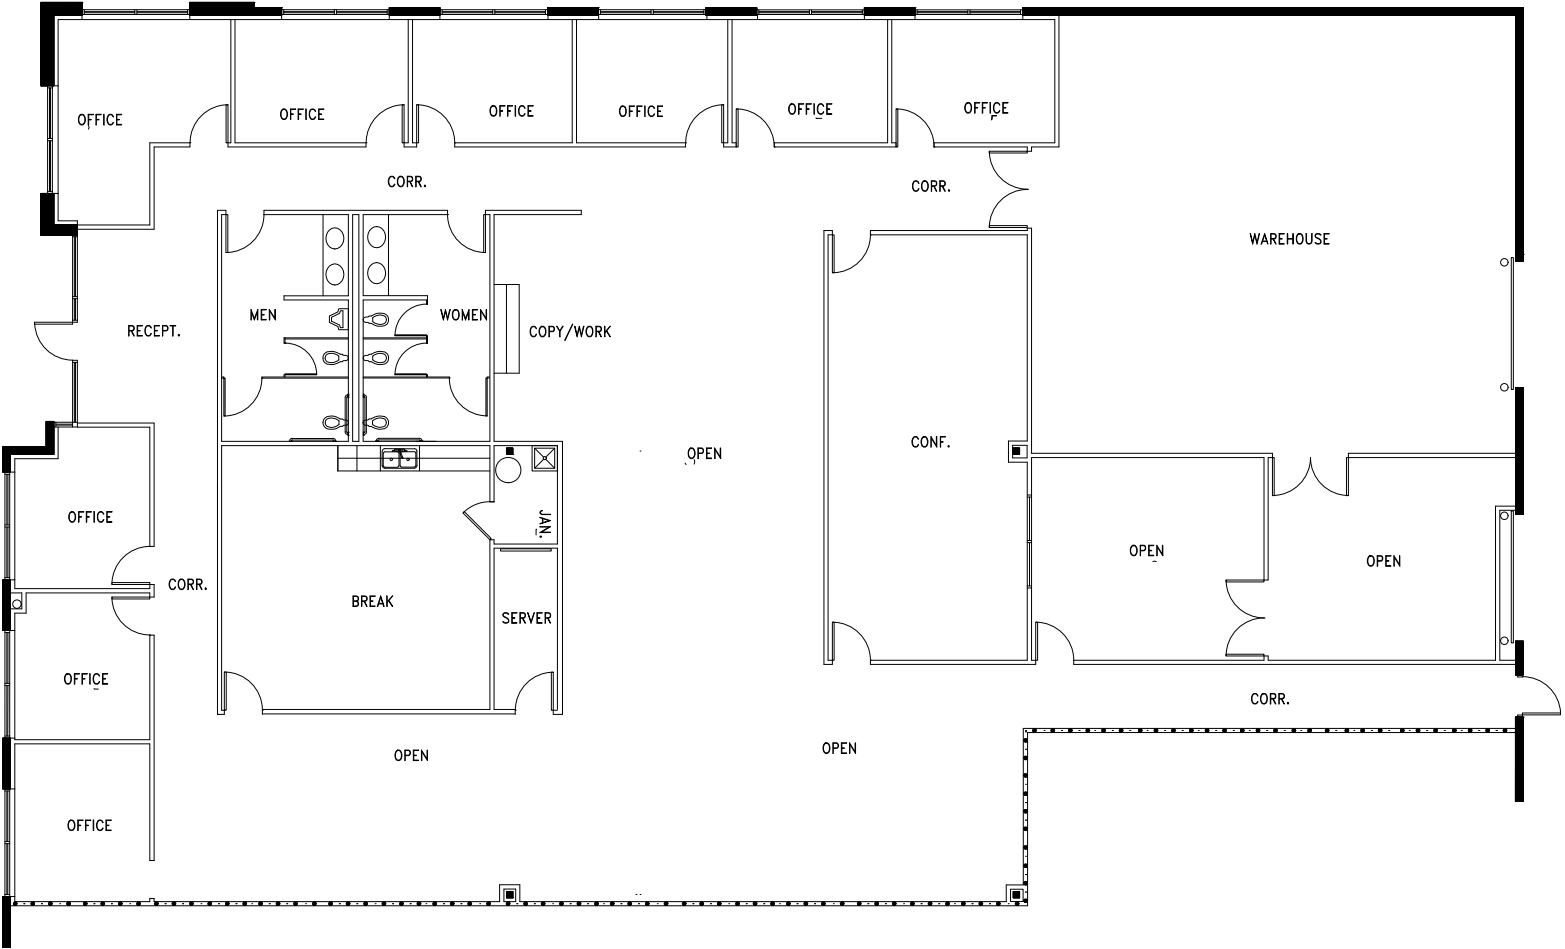 OFFICE
OFFICE
OFFICE
OFFICE
OFFICE
OFFICE
CORR.
CORR.
WAREHOUSE
MEN
WOMEN
RECEPT.
COPY/WORK
CONF.
OPEN
OFFICE
JAN.
OPEN
OPEN
CORR.
BREAK
SERVER
OFFICE
CORR.
OPEN
OPEN
OFFICE